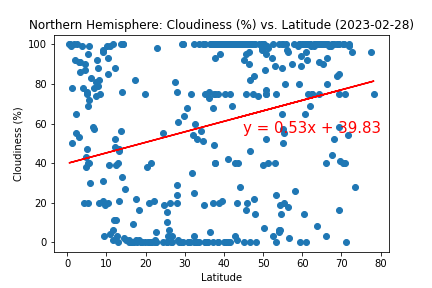 Northern Hemisphere: Cloudiness (%) vs. Latitude (2023-02-28)
100
80
60
40
20
0
Cloudiness (%)
y = 0.53x + 39.83
0 10 20 30 40 50 60 70 80
Latitude